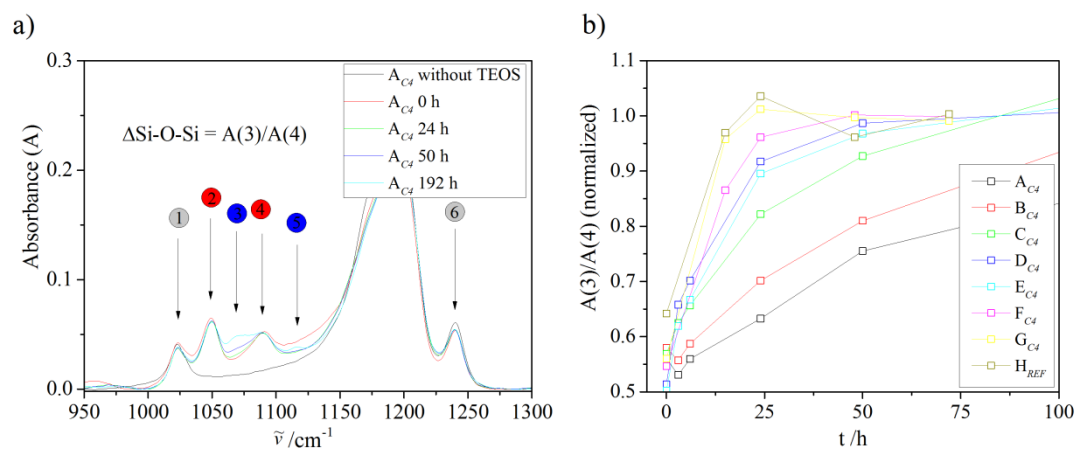 a)
0.3
0.2
0.1
0.0
Absorbance (A)
950 1000 1050 1100 1150 1200 1250 1300
ṽ /cm⁻¹
A_C4 without TEOS
A_C4 0 h
A_C4 24 h
A_C4 50 h
A_C4 192 h
ΔSi-O-Si = A(3)/A(4)
1 2 3 4 5 6
b)
1.1
1.0
0.9
0.8
0.7
0.6
0.5
A(3)/A(4) (normalized)
0 25 50 75 100
t /h
A_C4
B_C4
C_C4
D_C4
E_C4
F_C4
G_C4
H_REF